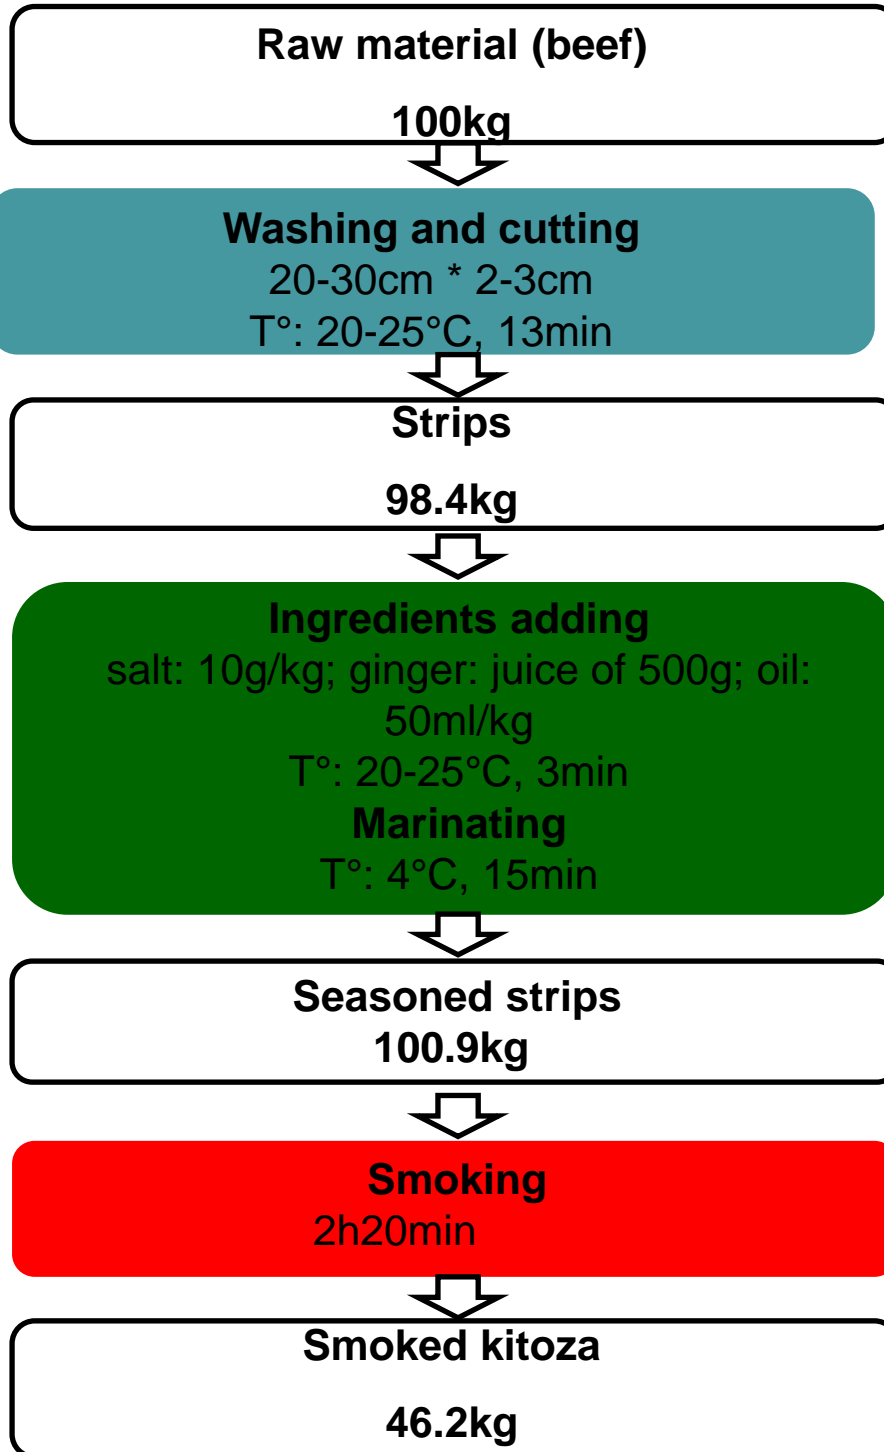 Raw material (beef)
100kg
Washing and cutting
20-30cm * 2-3cm
T°: 20-25°C, 13min
Strips
98.4kg
Ingredients adding
salt: 10g/kg; ginger: juice of 500g; oil:
50ml/kg
T°: 20-25°C, 3min
Marinating
T°: 4°C, 15min
Seasoned strips
100.9kg
Smoking
2h20min
Smoked kitoza
46.2kg